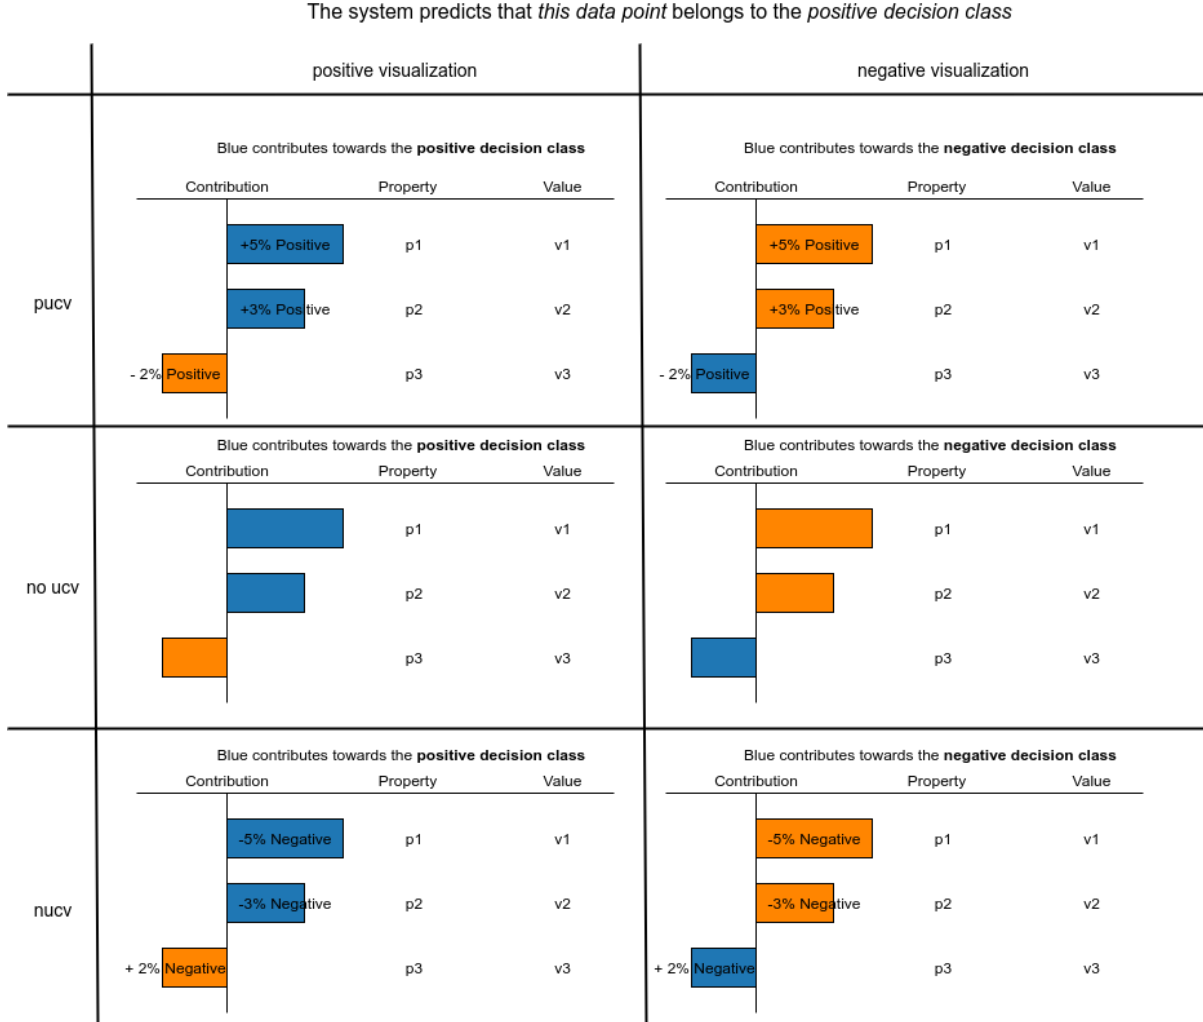 The system predicts that this data point belongs to the positive decision class
positive visualization
negative visualization
pucv
Blue contributes towards the positive decision class
Contribution Property Value
+5% Positive p1 v1
+3% Positive p2 v2
- 2% Positive p3 v3
Blue contributes towards the negative decision class
Contribution Property Value
+5% Positive p1 v1
+3% Positive p2 v2
- 2% Positive p3 v3
no ucv
Blue contributes towards the positive decision class
Contribution Property Value
p1 v1
p2 v2
p3 v3
Blue contributes towards the negative decision class
Contribution Property Value
p1 v1
p2 v2
p3 v3
nucv
Blue contributes towards the positive decision class
Contribution Property Value
-5% Negative p1 v1
-3% Negative p2 v2
+ 2% Negative p3 v3
Blue contributes towards the negative decision class
Contribution Property Value
-5% Negative p1 v1
-3% Negative p2 v2
+ 2% Negative p3 v3